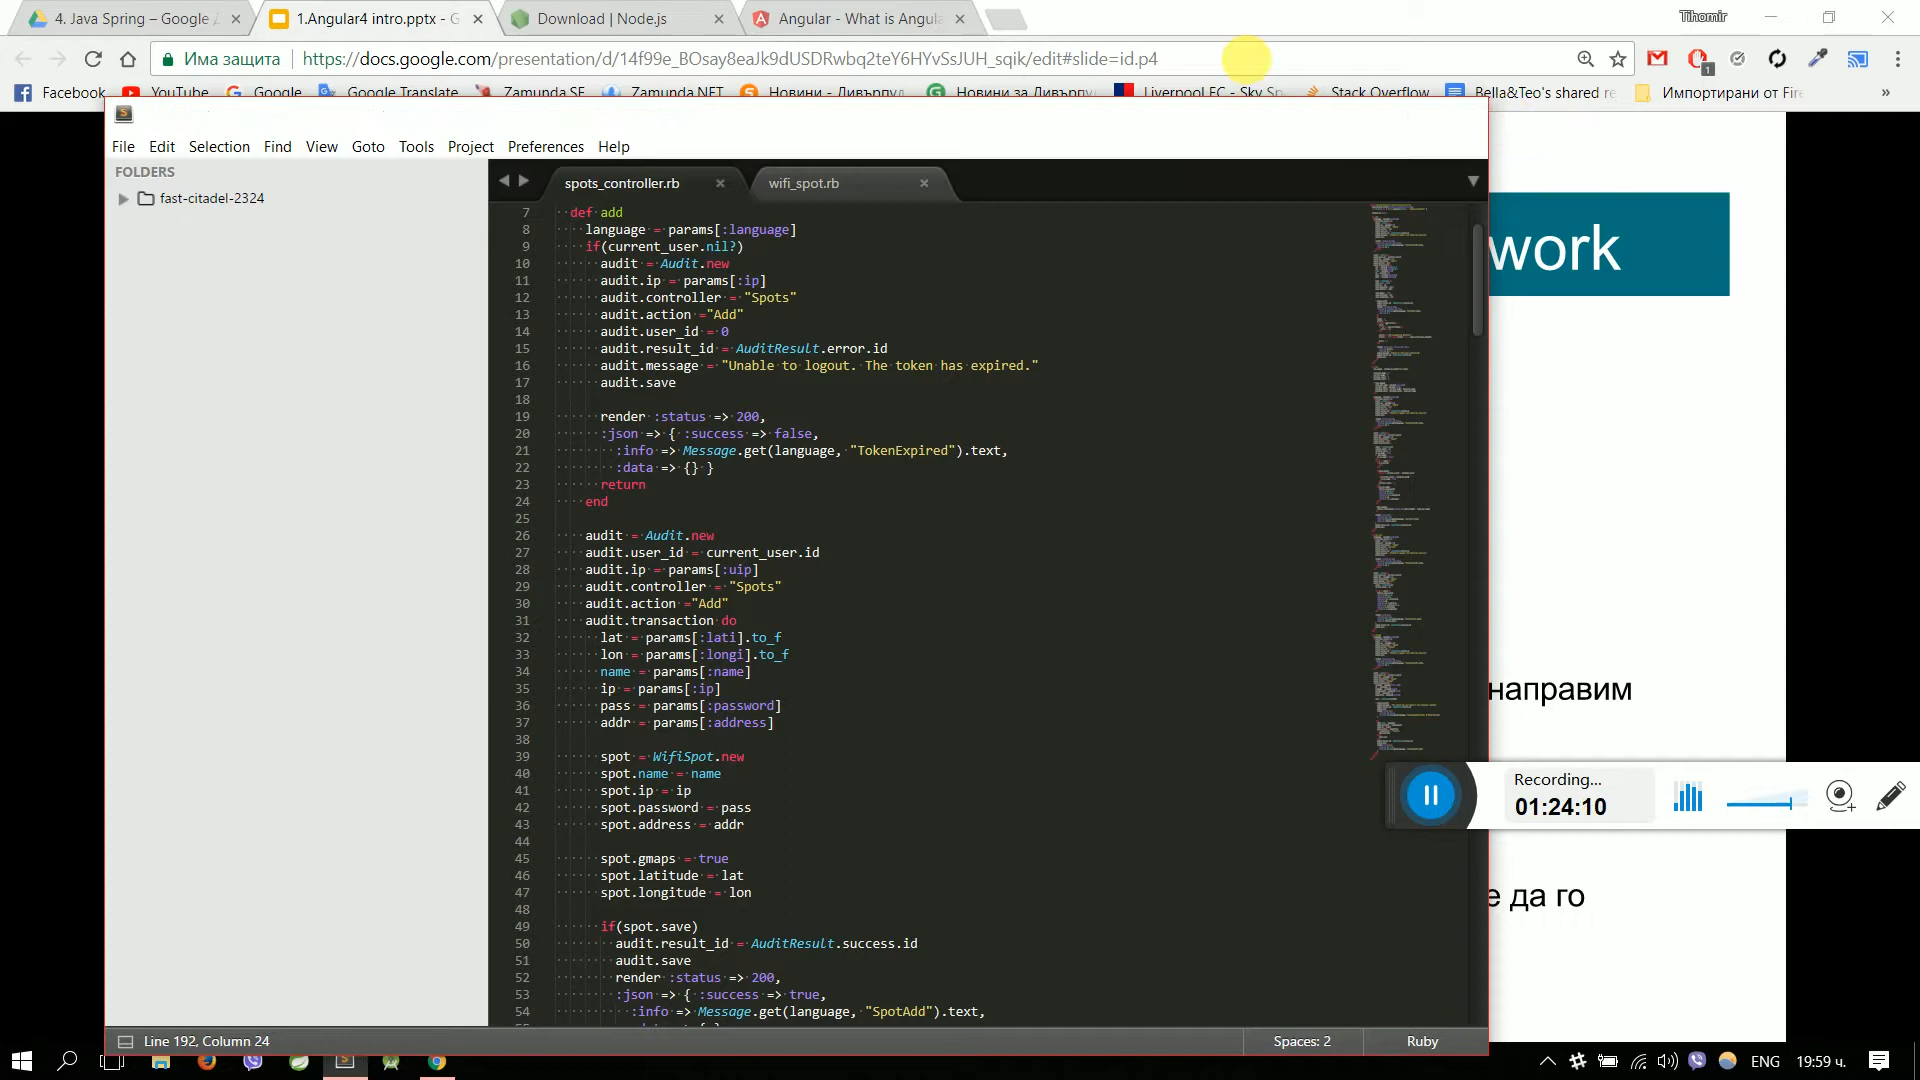 4. Java Spring – Google
1.Angular4 intro.pptx - G
Download | Node.js
Angular - What is Angula
Tihomir
Има защита
https://docs.google.com/presentation/d/14f99e_BOsay8eaJk9dUSDRwbq2teY6HYvSsJUH_sqik/edit#slide=id.p4
1
Facebook
YouTube
Google
Google Translate
Zamunda.SE
Zamunda.NET
Новини - Ливърпул
Новини за Ливърпу
Liverpool FC - Sky Sp
Stack Overflow
Bella&Teo's shared re
Импортирани от Fire
»
File Edit Selection Find View Goto Tools Project Preferences Help
FOLDERS
fast-citadel-2324
spots_controller.rb
wifi_spot.rb
7 def add
8 language = params[:language]
9 if(current_user.nil?)
10 audit = Audit.new
11 audit.ip = params[:ip]
12 audit.controller = "Spots"
13 audit.action ="Add"
14 audit.user_id = 0
15 audit.result_id = AuditResult.error.id
16 audit.message = "Unable to logout. The token has expired."
17 audit.save
18
19 render :status => 200,
20 :json => { :success => false,
21 :info => Message.get(language, "TokenExpired").text,
22 :data => {} }
23 return
24 end
25
26 audit = Audit.new
27 audit.user_id = current_user.id
28 audit.ip = params[:uip]
29 audit.controller = "Spots"
30 audit.action ="Add"
31 audit.transaction do
32 lat = params[:lati].to_f
33 lon = params[:longi].to_f
34 name = params[:name]
35 ip = params[:ip]
36 pass = params[:password]
37 addr = params[:address]
38
39 spot = WifiSpot.new
40 spot.name = name
41 spot.ip = ip
42 spot.password = pass
43 spot.address = addr
44
45 spot.gmaps = true
46 spot.latitude = lat
47 spot.longitude = lon
48
49 if(spot.save)
50 audit.result_id = AuditResult.success.id
51 audit.save
52 render :status => 200,
53 :json => { :success => true,
54 :info => Message.get(language, "SpotAdd").text,
work
направим
е да го
Recording...
01:24:10
Line 192, Column 24
Spaces: 2
Ruby
ENG
19:59 ч.